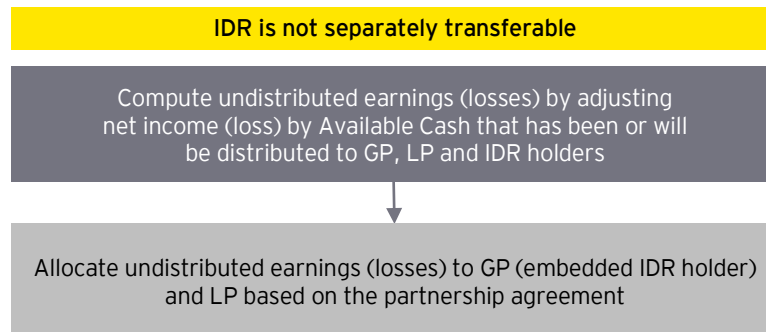 IDR is not separately transferable
Compute undistributed earnings (losses) by adjusting
net income (loss) by Available Cash that has been or will
be distributed to GP, LP and IDR holders
Allocate undistributed earnings (losses) to GP (embedded IDR holder)
and LP based on the partnership agreement